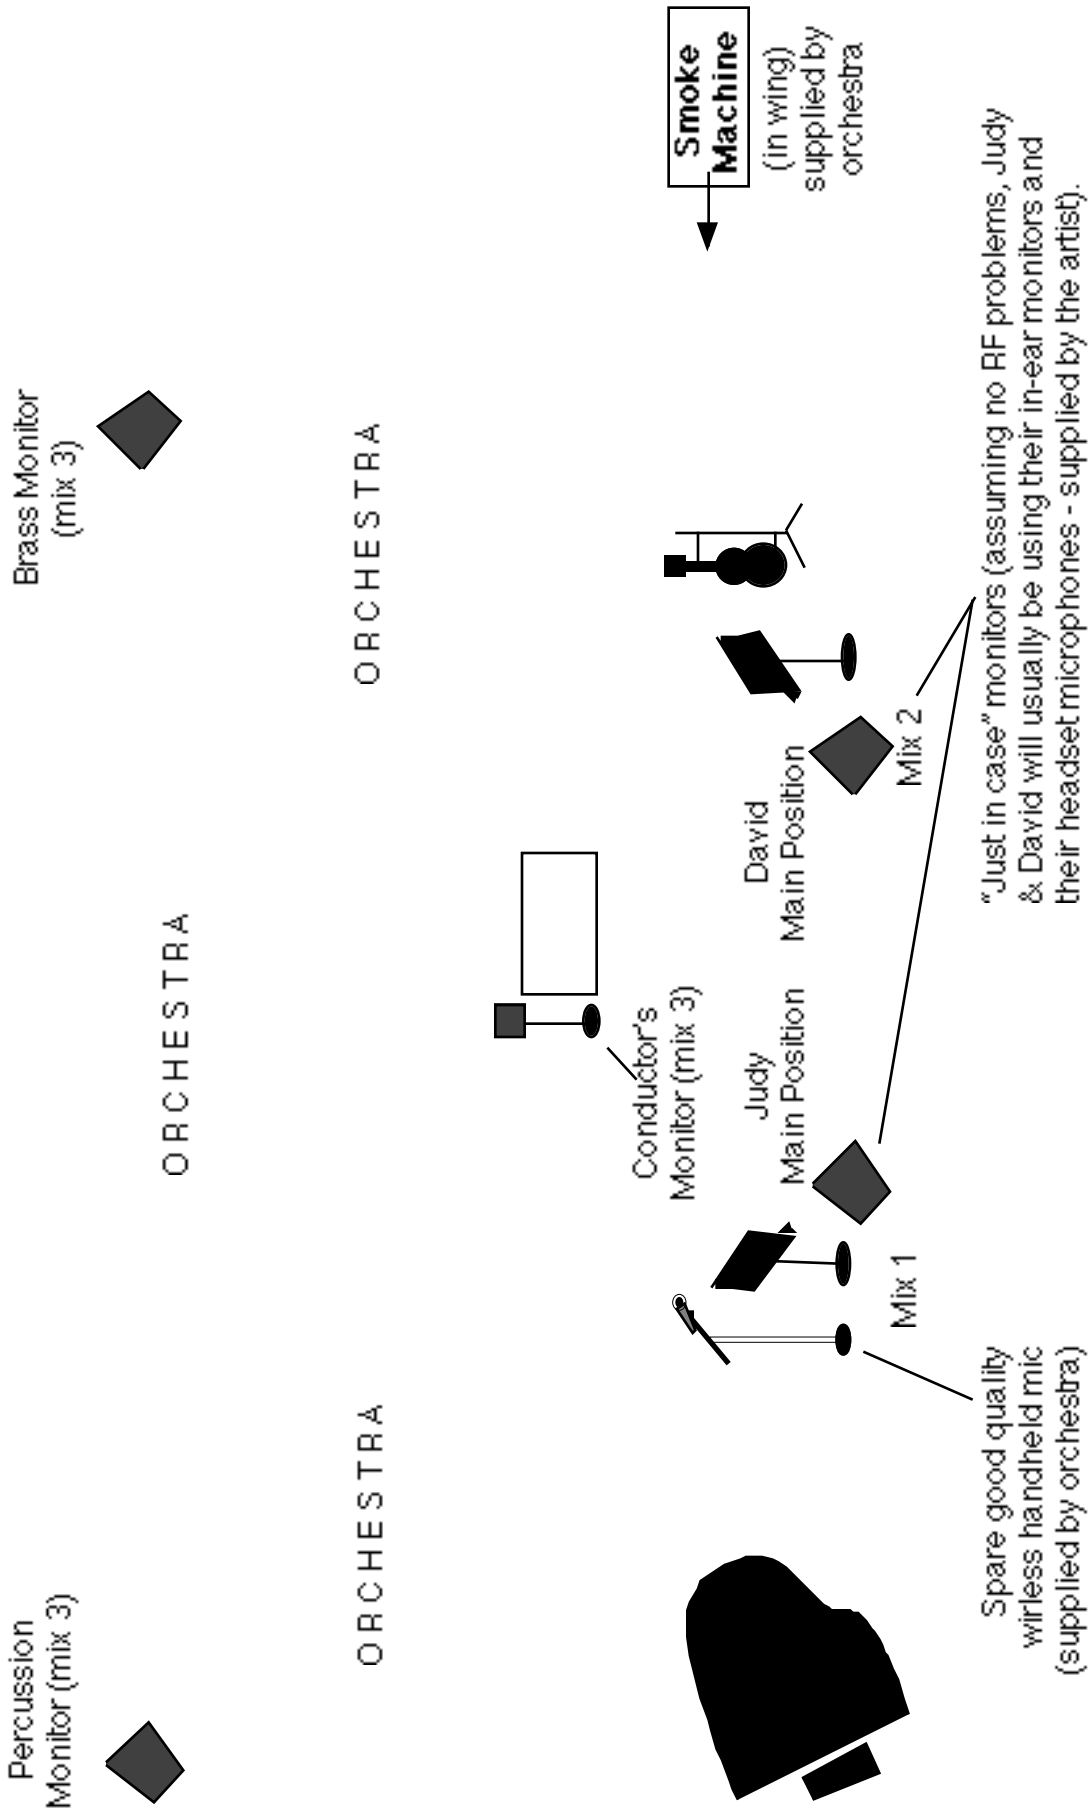 Percussion
Monitor (mix 3)
Brass Monitor
(mix 3)
ORCHESTRA
ORCHESTRA
ORCHESTRA
Conductor's
Monitor (mix 3)
Smoke
Machine
(in wing)
supplied by
orchestra
Judy
Main Position
David
Main Position
Mix 1
Mix 2
Spare good quality
wirless handheld mic
(supplied by orchestra)
“Just in case” monitors (assuming no RF problems, Judy
& David will usually be using their in-ear monitors and
their headset microphones - supplied by the artist).